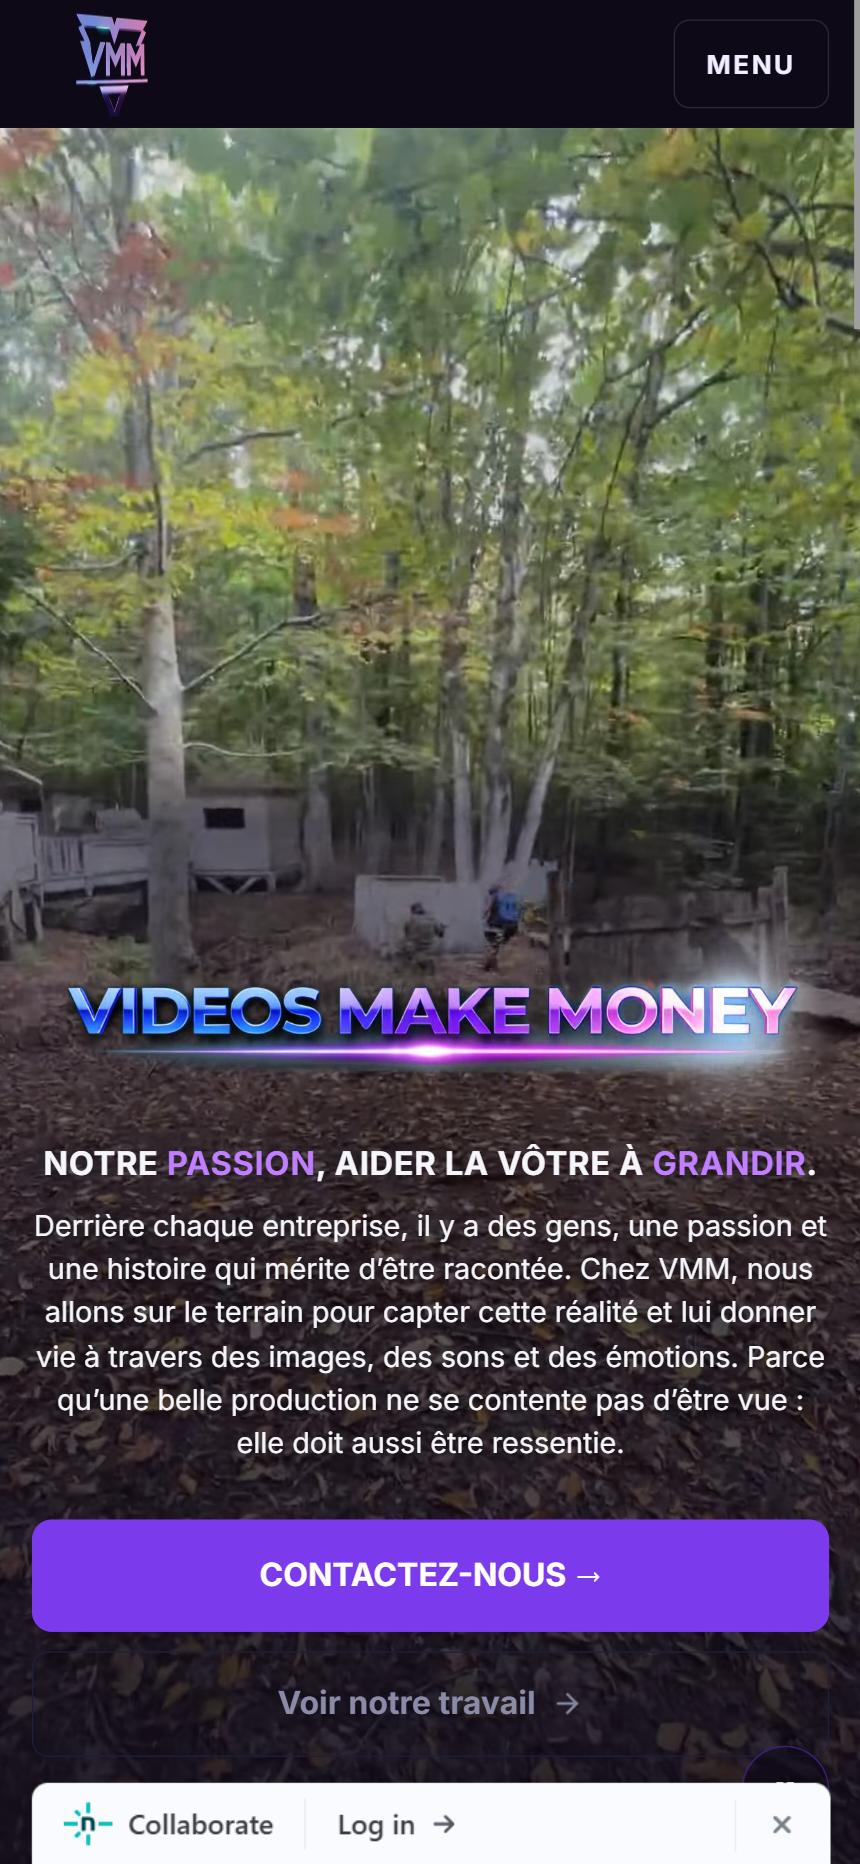 VMM
MENU
VIDEOS MAKE MONEY
NOTRE PASSION, AIDER LA VÔTRE À GRANDIR.
Derrière chaque entreprise, il y a des gens, une passion et
une histoire qui mérite d’être racontée. Chez VMM, nous
allons sur le terrain pour capter cette réalité et lui donner
vie à travers des images, des sons et des émotions. Parce
qu’une belle production ne se contente pas d’être vue :
elle doit aussi être ressentie.
CONTACTEZ-NOUS →
Voir notre travail →
n Collaborate Log in → ×